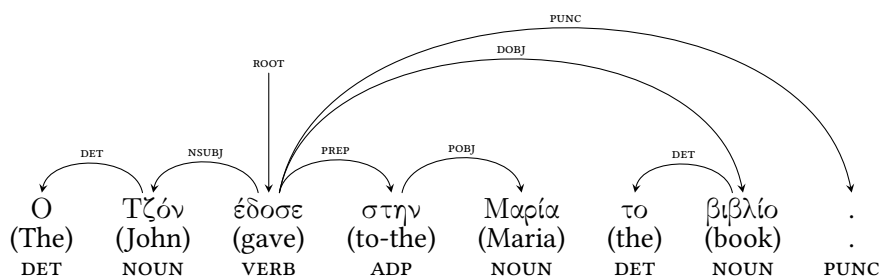 PUNC
DOBJ
ROOT
DET NSUBJ PREP POBJ DET
Ο Τζόν έδοσε στην Μαρία το βιβλίο .
(The) (John) (gave) (to-the) (Maria) (the) (book) .
DET NOUN VERB ADP NOUN DET NOUN PUNC